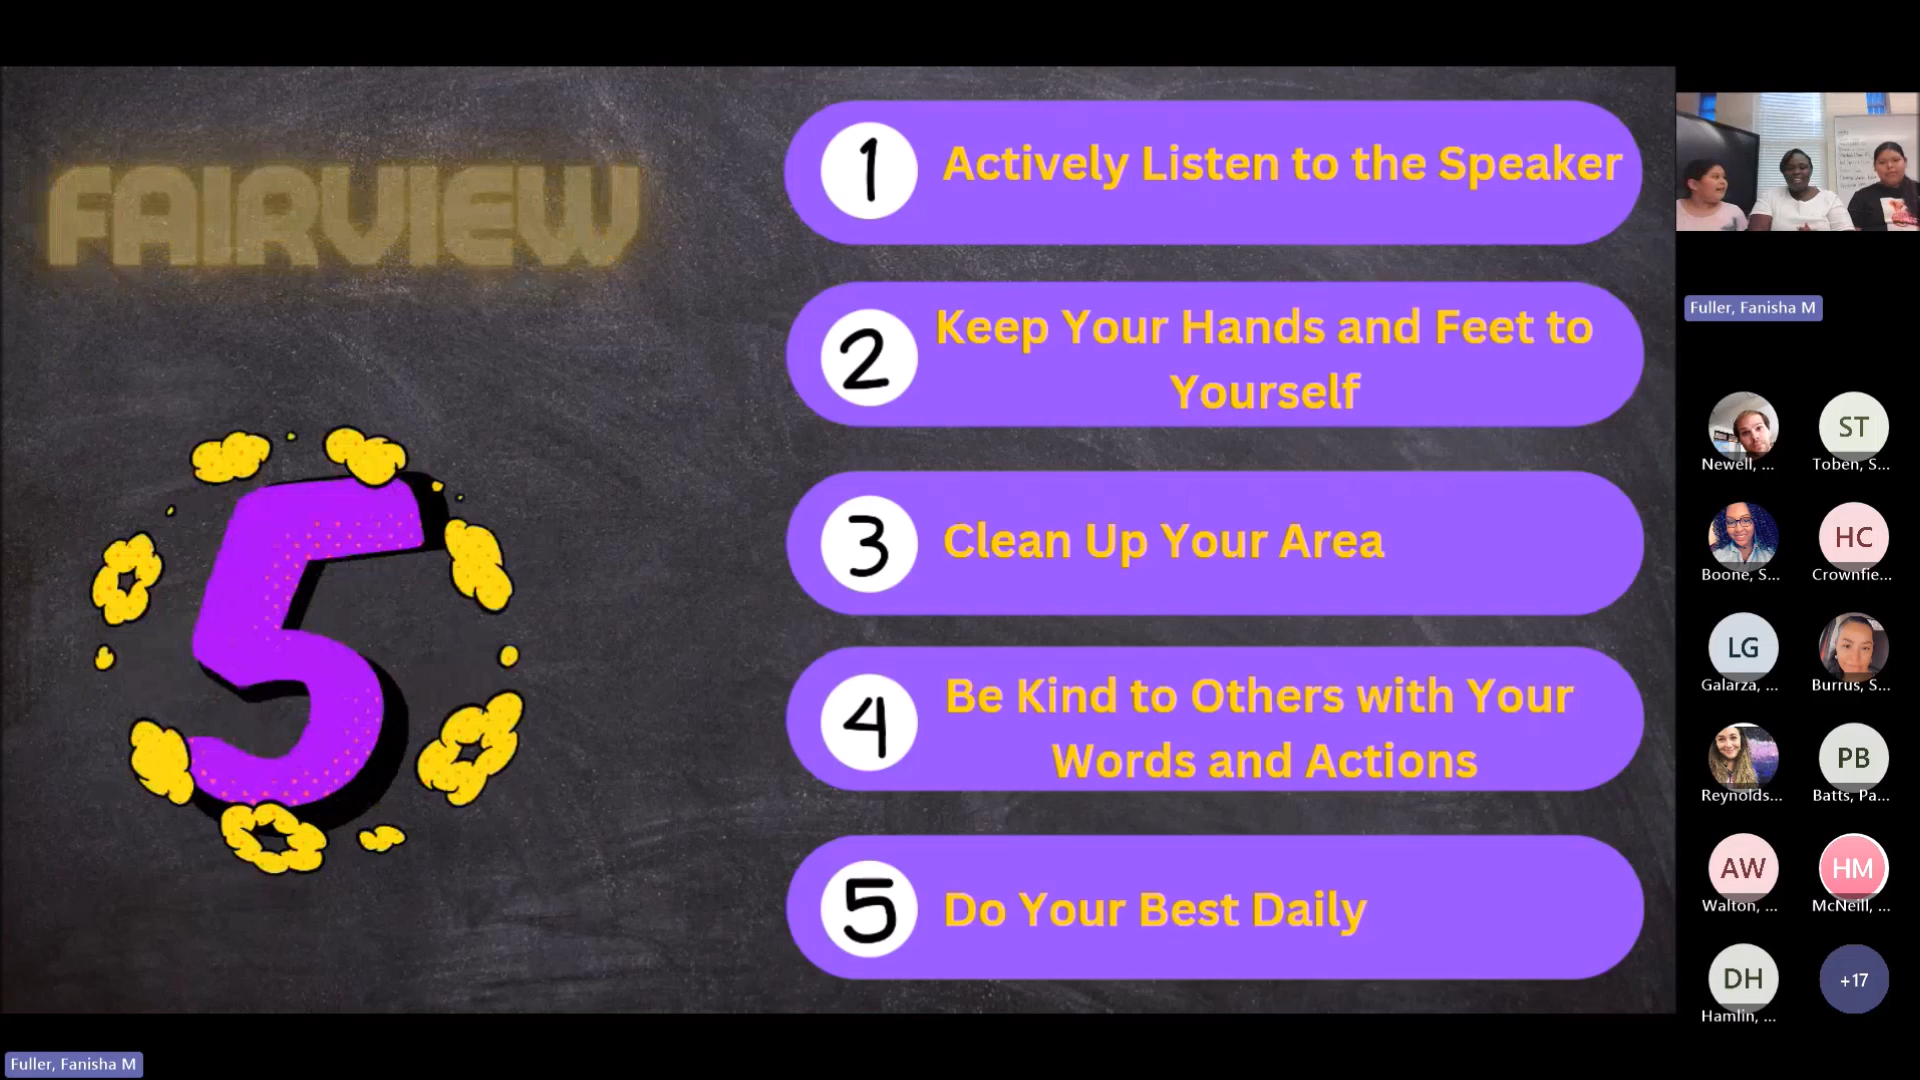 FAIRVIEW
5
1 Actively Listen to the Speaker
2 Keep Your Hands and Feet to
Yourself
3 Clean Up Your Area
4 Be Kind to Others with Your
Words and Actions
5 Do Your Best Daily
Fuller, Fanisha M
Newell, ...
ST
Toben, S...
Boone, S...
HC
Crownfie...
LG
Galarza, ...
Burrus, S...
Reynolds...
PB
Batts, Pa...
AW
Walton, ...
HM
McNeill, ...
DH
Hamlin, ...
+17
Fuller, Fanisha M